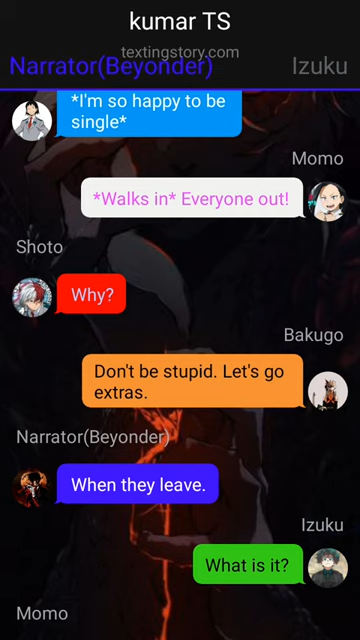 kumar TS
textingstory.com
Narrator(Beyonder)
Izuku
*I'm so happy to be
single*
Momo
*Walks in* Everyone out!
Shoto
Why?
Bakugo
Don't be stupid. Let's go
extras.
Narrator(Beyonder)
When they leave.
Izuku
What is it?
Momo